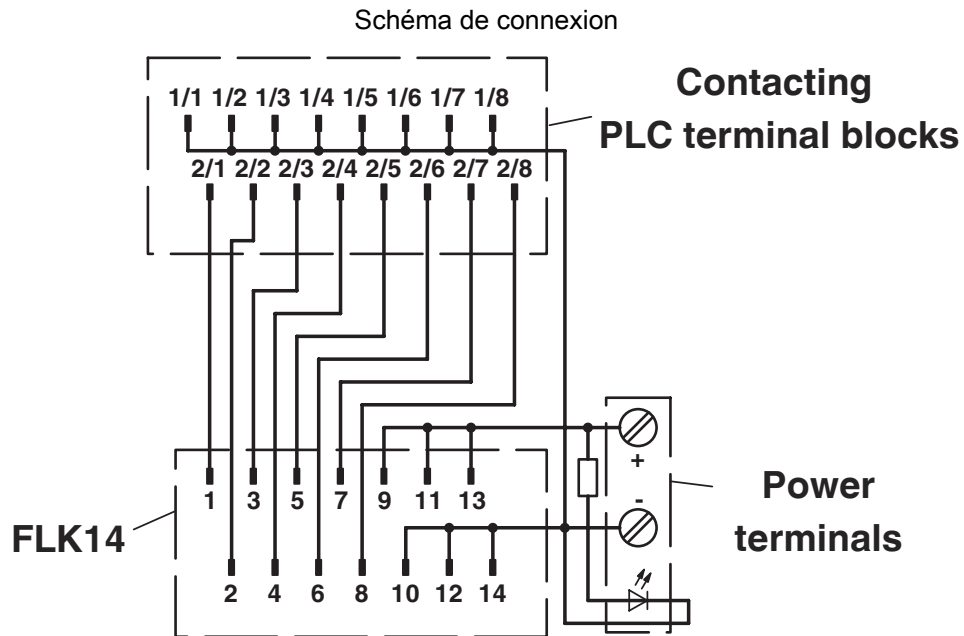 Schéma de connexion
Contacting
PLC terminal blocks
1/1 1/2 1/3 1/4 1/5 1/6 1/7 1/8
2/1 2/2 2/3 2/4 2/5 2/6 2/7 2/8
+
-
1 3 5 7 9 11 13
Power
terminals
FLK14
2 4 6 8 10 12 14